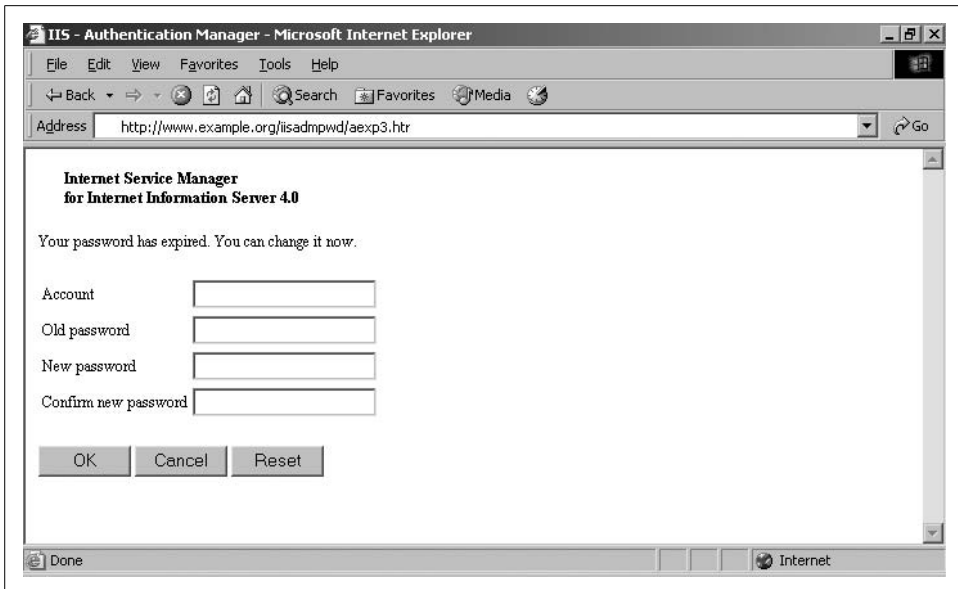 IIS - Authentication Manager - Microsoft Internet Explorer
File Edit View Favorites Tools Help
Back Search Favorites Media
Address http://www.example.org/iisadmpwd/aexp3.htr Go
Internet Service Manager
for Internet Information Server 4.0
Your password has expired. You can change it now.
Account
Old password
New password
Confirm new password
OK Cancel Reset
Done Internet